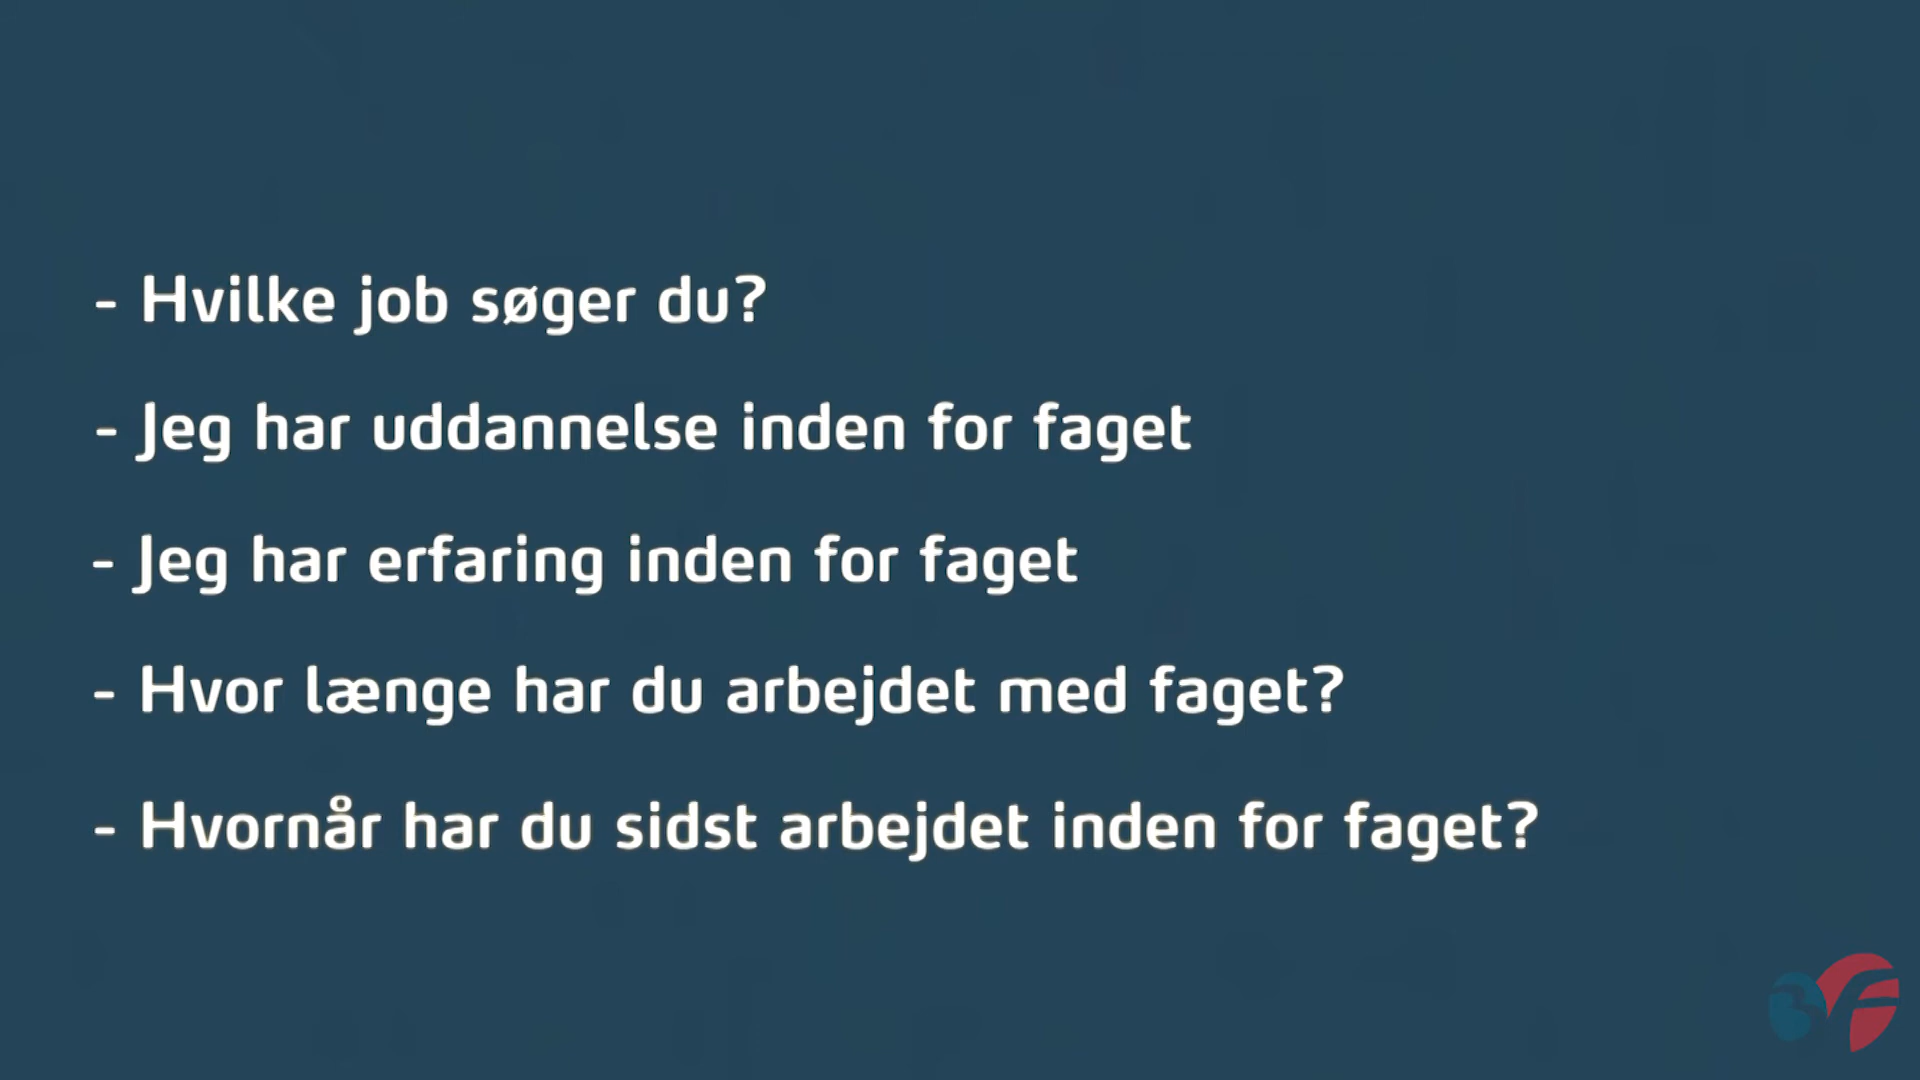 - Hvilke job søger du?
- Jeg har uddannelse inden for faget
- Jeg har erfaring inden for faget
- Hvor længe har du arbejdet med faget?
- Hvornår har du sidst arbejdet inden for faget?